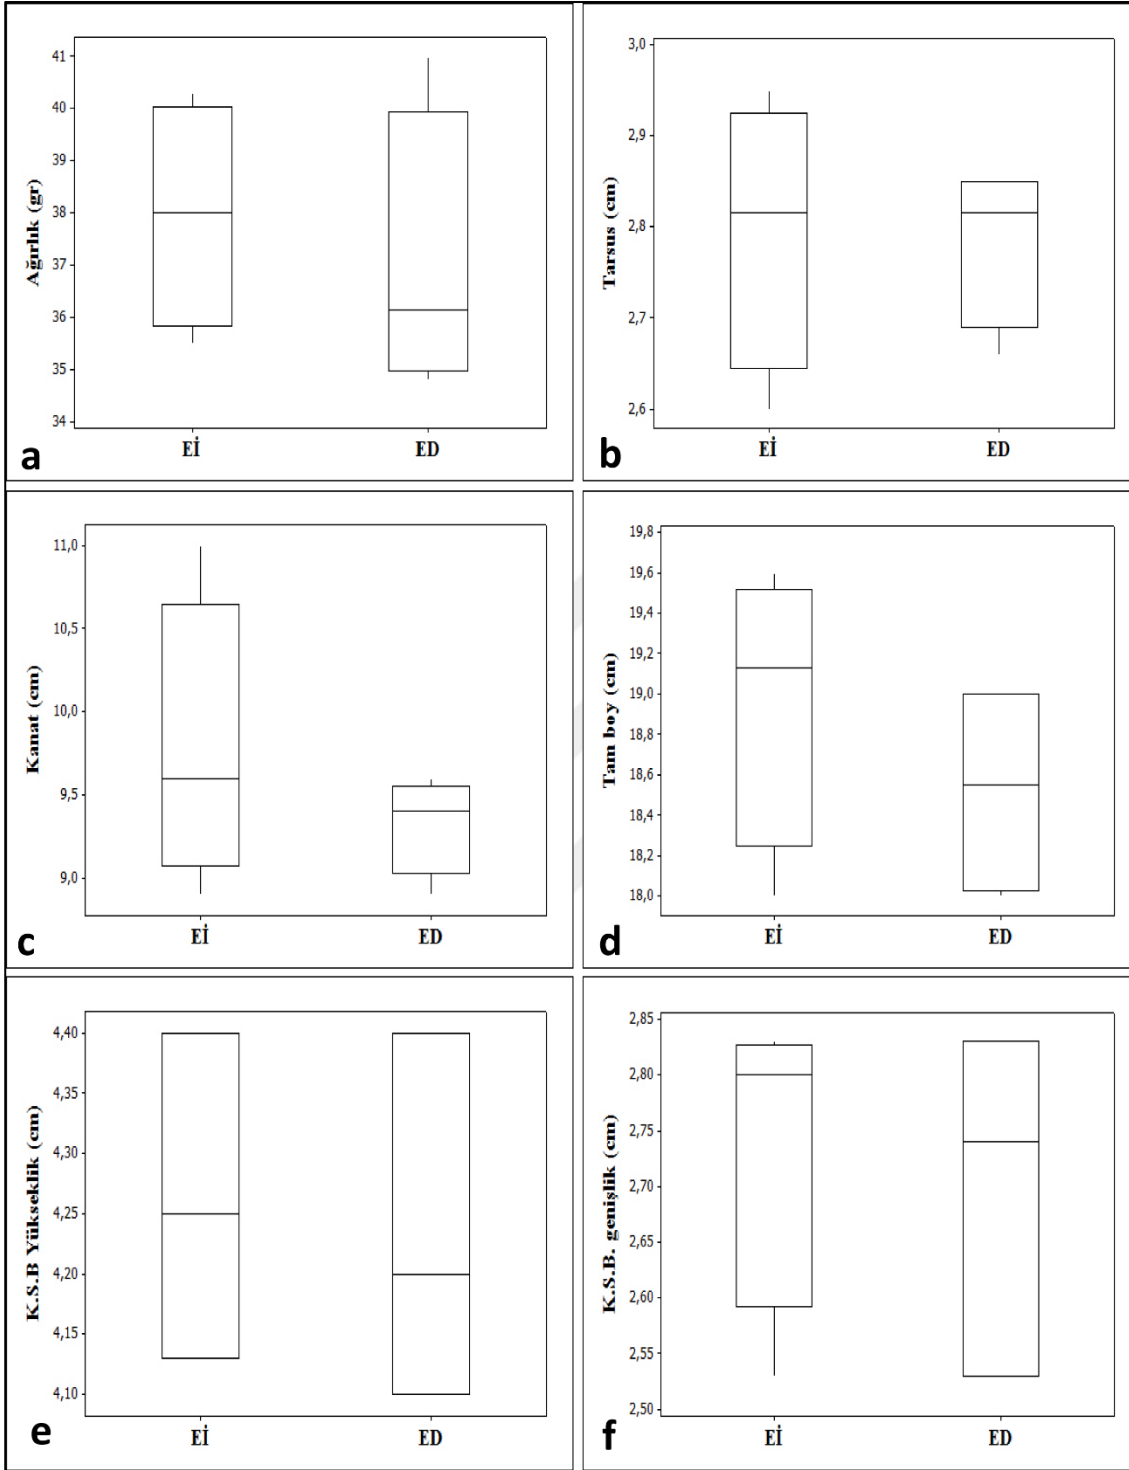 Ağırlık (gr)
41
40
39
38
37
36
35
34
Eİ
ED
a
Tarsus (cm)
3,0
2,9
2,8
2,7
2,6
Eİ
ED
b
Kanat (cm)
11,0
10,5
10,0
9,5
9,0
Eİ
ED
c
Tam boy (cm)
19,8
19,6
19,4
19,2
19,0
18,8
18,6
18,4
18,2
18,0
Eİ
ED
d
K.S.B Yükseklik (cm)
4,40
4,35
4,30
4,25
4,20
4,15
4,10
Eİ
ED
e
K.S.B. genişlik (cm)
2,85
2,80
2,75
2,70
2,65
2,60
2,55
2,50
Eİ
ED
f